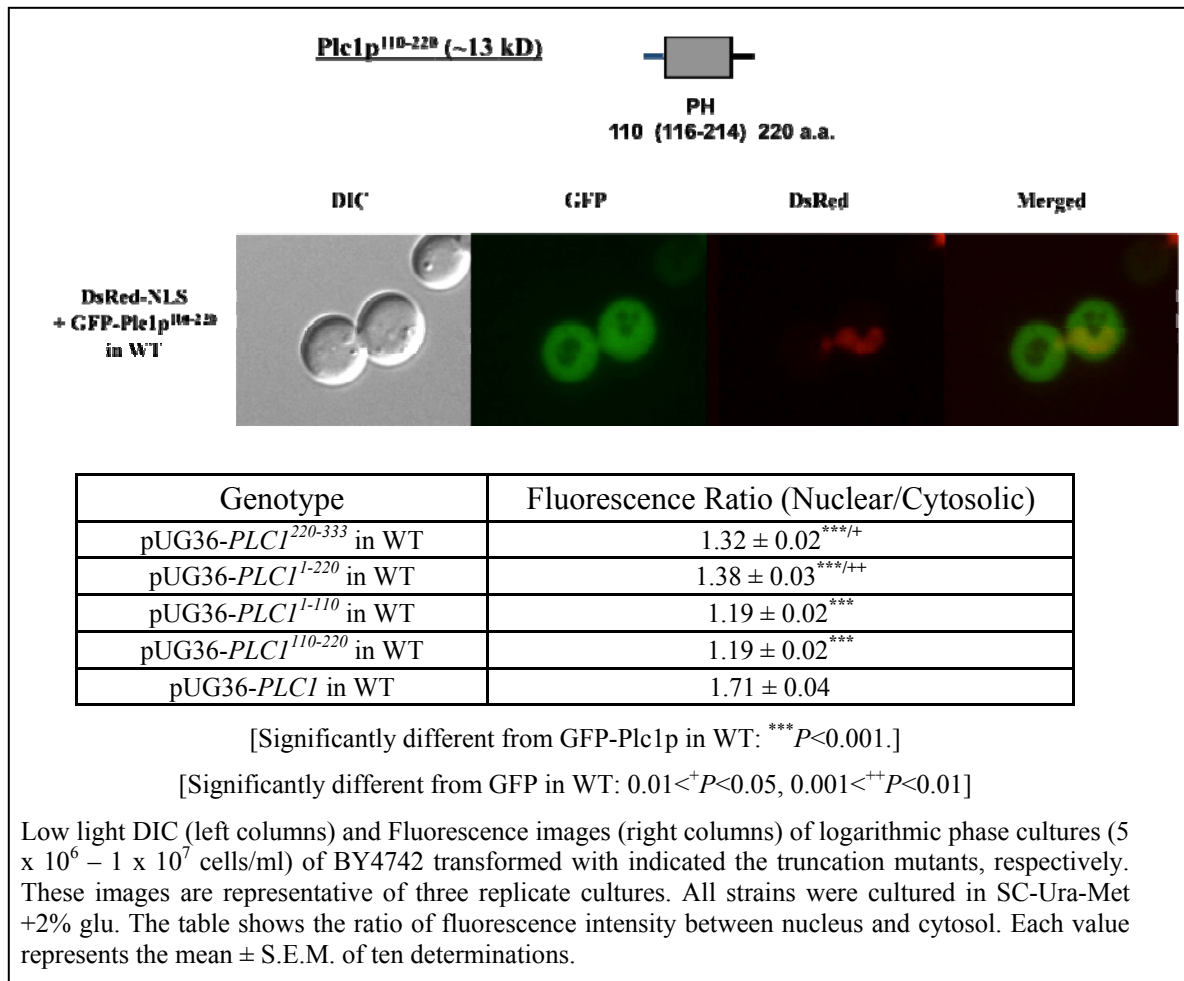 Plc1p110-220 (~13 kD)
PH
110 (116-214) 220 a.a.
DIC GFP DsRed Merged
DsRed-NLS
+ GFP-Plc1p110-220
in WT
Genotype Fluorescence Ratio (Nuclear/Cytosolic)
pUG36-PLC1220-333 in WT 1.32 ± 0.02***/+
pUG36-PLC11-220 in WT 1.38 ± 0.03***/++
pUG36-PLC11-110 in WT 1.19 ± 0.02***
pUG36-PLC1110-220 in WT 1.19 ± 0.02***
pUG36-PLC1 in WT 1.71 ± 0.04
[Significantly different from GFP-Plc1p in WT: ***P<0.001.]
[Significantly different from GFP in WT: 0.01<+P<0.05, 0.001<++P<0.01]
Low light DIC (left columns) and Fluorescence images (right columns) of logarithmic phase cultures (5
x 106 – 1 x 107 cells/ml) of BY4742 transformed with indicated the truncation mutants, respectively.
These images are representative of three replicate cultures. All strains were cultured in SC-Ura-Met
+2% glu. The table shows the ratio of fluorescence intensity between nucleus and cytosol. Each value
represents the mean ± S.E.M. of ten determinations.